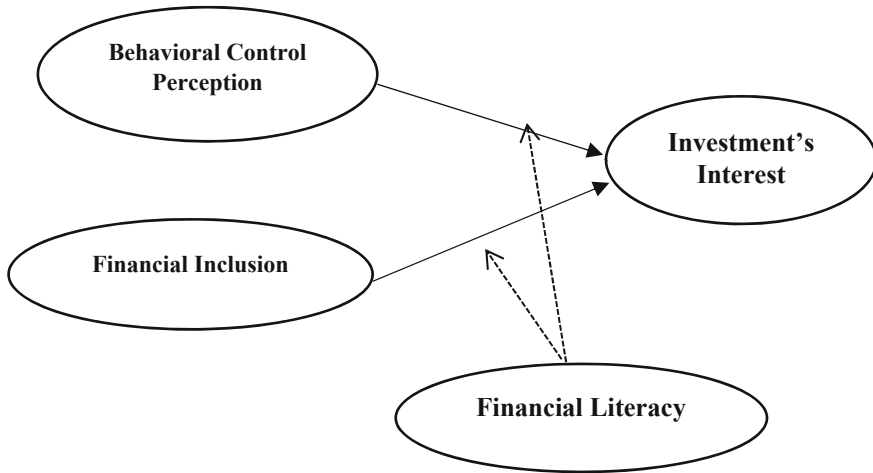 Behavioral Control
Perception
Investment’s
Interest
Financial Inclusion
Financial Literacy